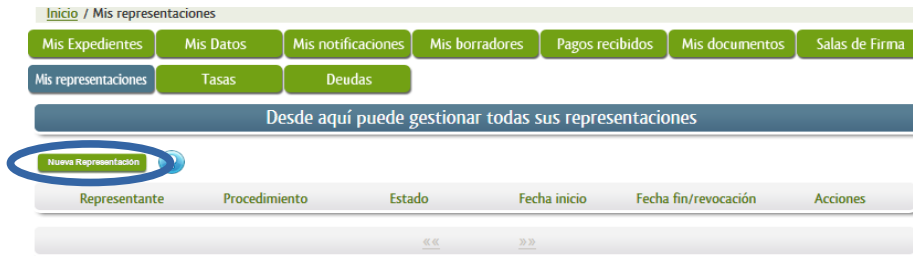 Inicio / Mis representaciones
Mis Expedientes Mis Datos Mis notificaciones Mis borradores Pagos recibidos Mis documentos Salas de Firma
Mis representaciones Tasas Deudas
Desde aquí puede gestionar todas sus representaciones
Nueva Representación
Representante Procedimiento Estado Fecha inicio Fecha fin/revocación Acciones
«« »»